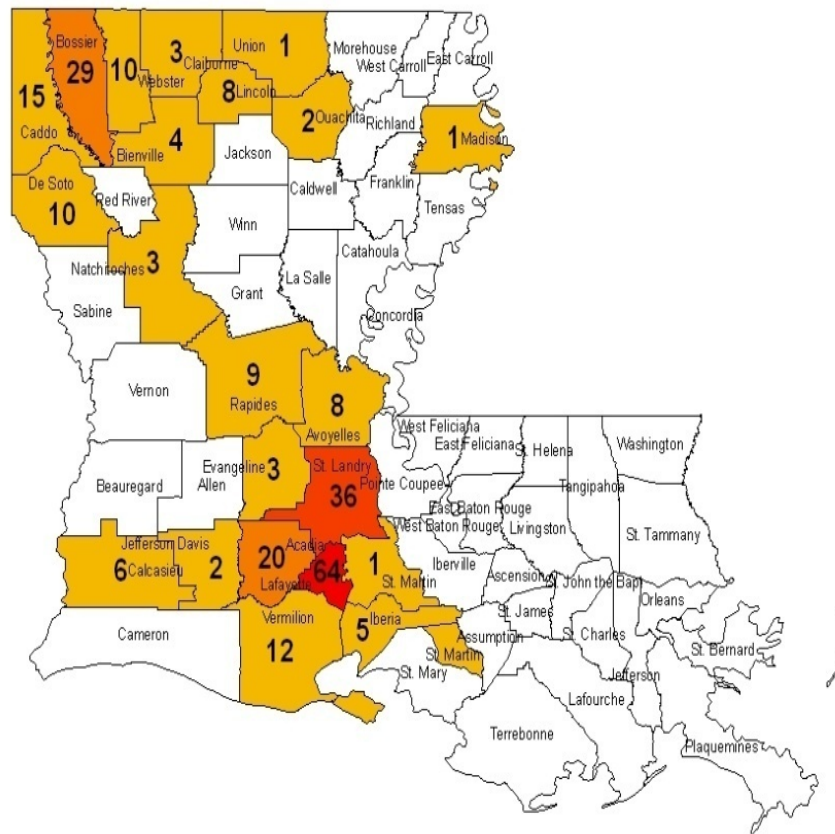 Bossier
29
10
Webster
3
Claiborne
Union
1
Morehouse
West Carroll
East Carroll
15
Caddo
8
Lincoln
2
Ouachita
Richland
1
Madison
4
Bienville
Jackson
De Soto
10
Red River
Caldwell
Franklin
Tensas
Winn
3
Natchitoches
Catahoula
La Salle
Grant
Sabine
Concordia
9
Rapides
Vernon
8
Avoyelles
West Feliciana
East Feliciana
St. Helena
Washington
Evangeline
3
Allen
Beauregard
St. Landry
36
Pointe Coupee
Tangipahoa
East Baton Rouge
West Baton Rouge
Livingston
St. Tammany
Jefferson Davis
6
Calcasieu
2
20
Acadia
Lafayette
64
1
St. Martin
Iberville
Ascension
St. John the Bapt
Orleans
Cameron
Vermilion
12
5
Iberia
St. Martin
Assumption
St. James
St. Charles
St. Bernard
St. Mary
Jefferson
Lafourche
Terrebonne
Plaquemines